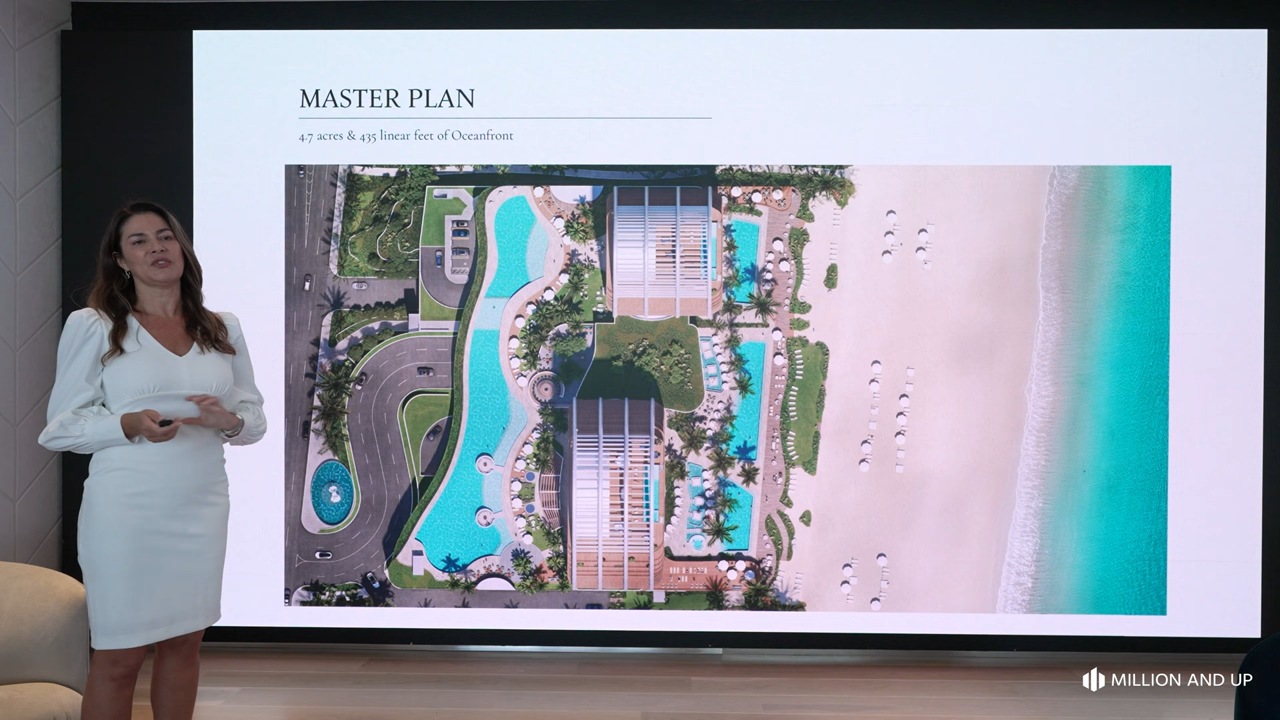 MASTER PLAN
4.7 acres & 435 linear feet of Oceanfront
MILLION AND UP